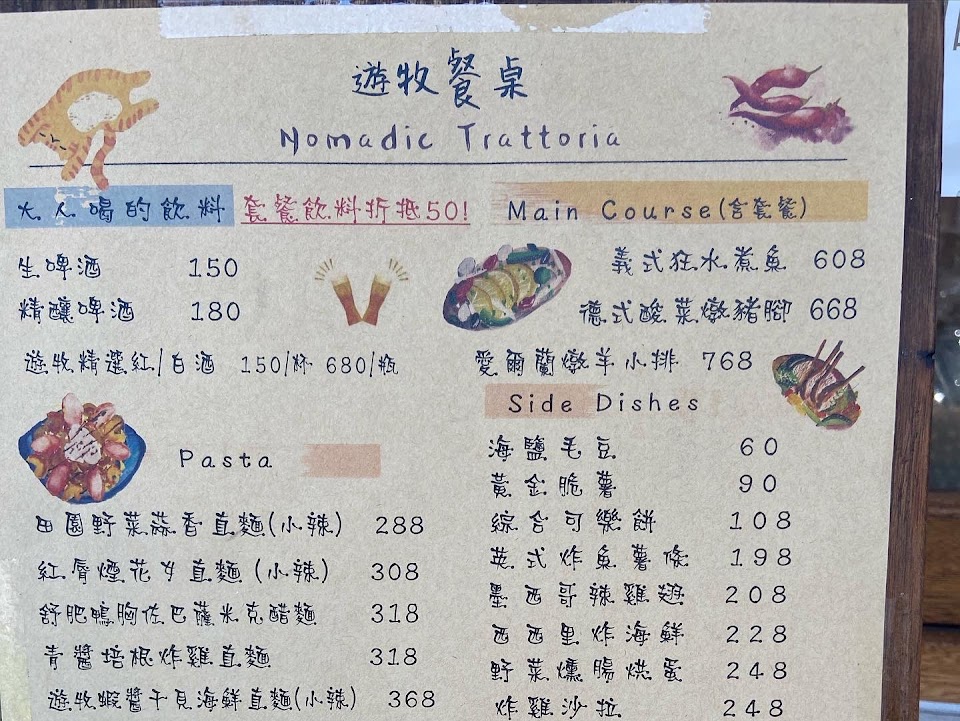 遊牧餐桌
Nomadic Trattoria
大人喝的飲料 套餐飲料折抵50!
生啤酒 150
精釀啤酒 180
遊牧精選紅/白酒 150/杯 680/瓶
Pasta
田園野菜蒜香直麵(小辣) 288
紅唇煙花女直麵(小辣) 308
舒肥鴨胸佐巴薩米克醋麵 318
青醬培根炸雞直麵 318
遊牧蝦醬干貝海鮮直麵(小辣) 368
Main Course(含套餐)
義式狂水煮魚 608
德式酸菜燉豬腳 668
愛爾蘭燉羊小排 768
Side Dishes
海鹽毛豆 60
黃金脆薯 90
綜合可樂餅 108
英式炸魚薯條 198
墨西哥辣雞翅 208
西西里炸海鮮 228
野菜燻腸烘蛋 248
炸雞沙拉 248